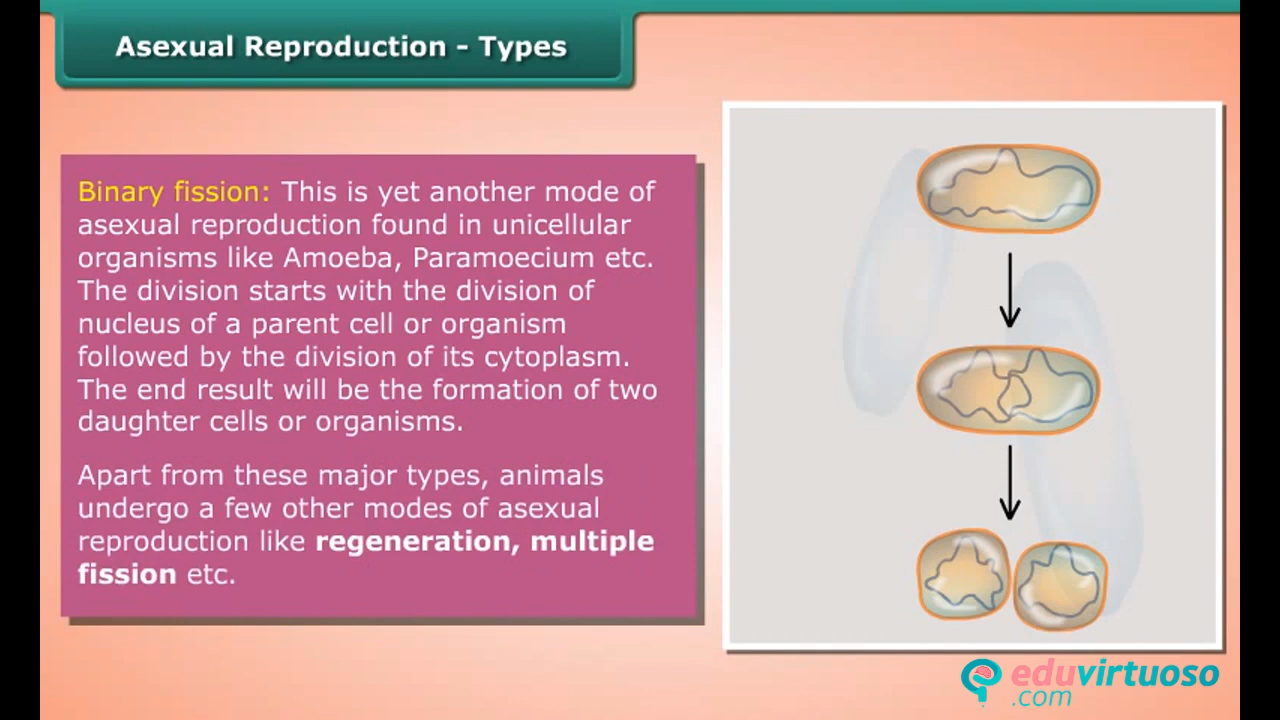 Asexual Reproduction - Types
Binary fission: This is yet another mode of
asexual reproduction found in unicellular
organisms like Amoeba, Paramoecium etc.
The division starts with the division of
nucleus of a parent cell or organism
followed by the division of its cytoplasm.
The end result will be the formation of two
daughter cells or organisms.
Apart from these major types, animals
undergo a few other modes of asexual
reproduction like regeneration, multiple
fission etc.
eduvirtuoso
.com